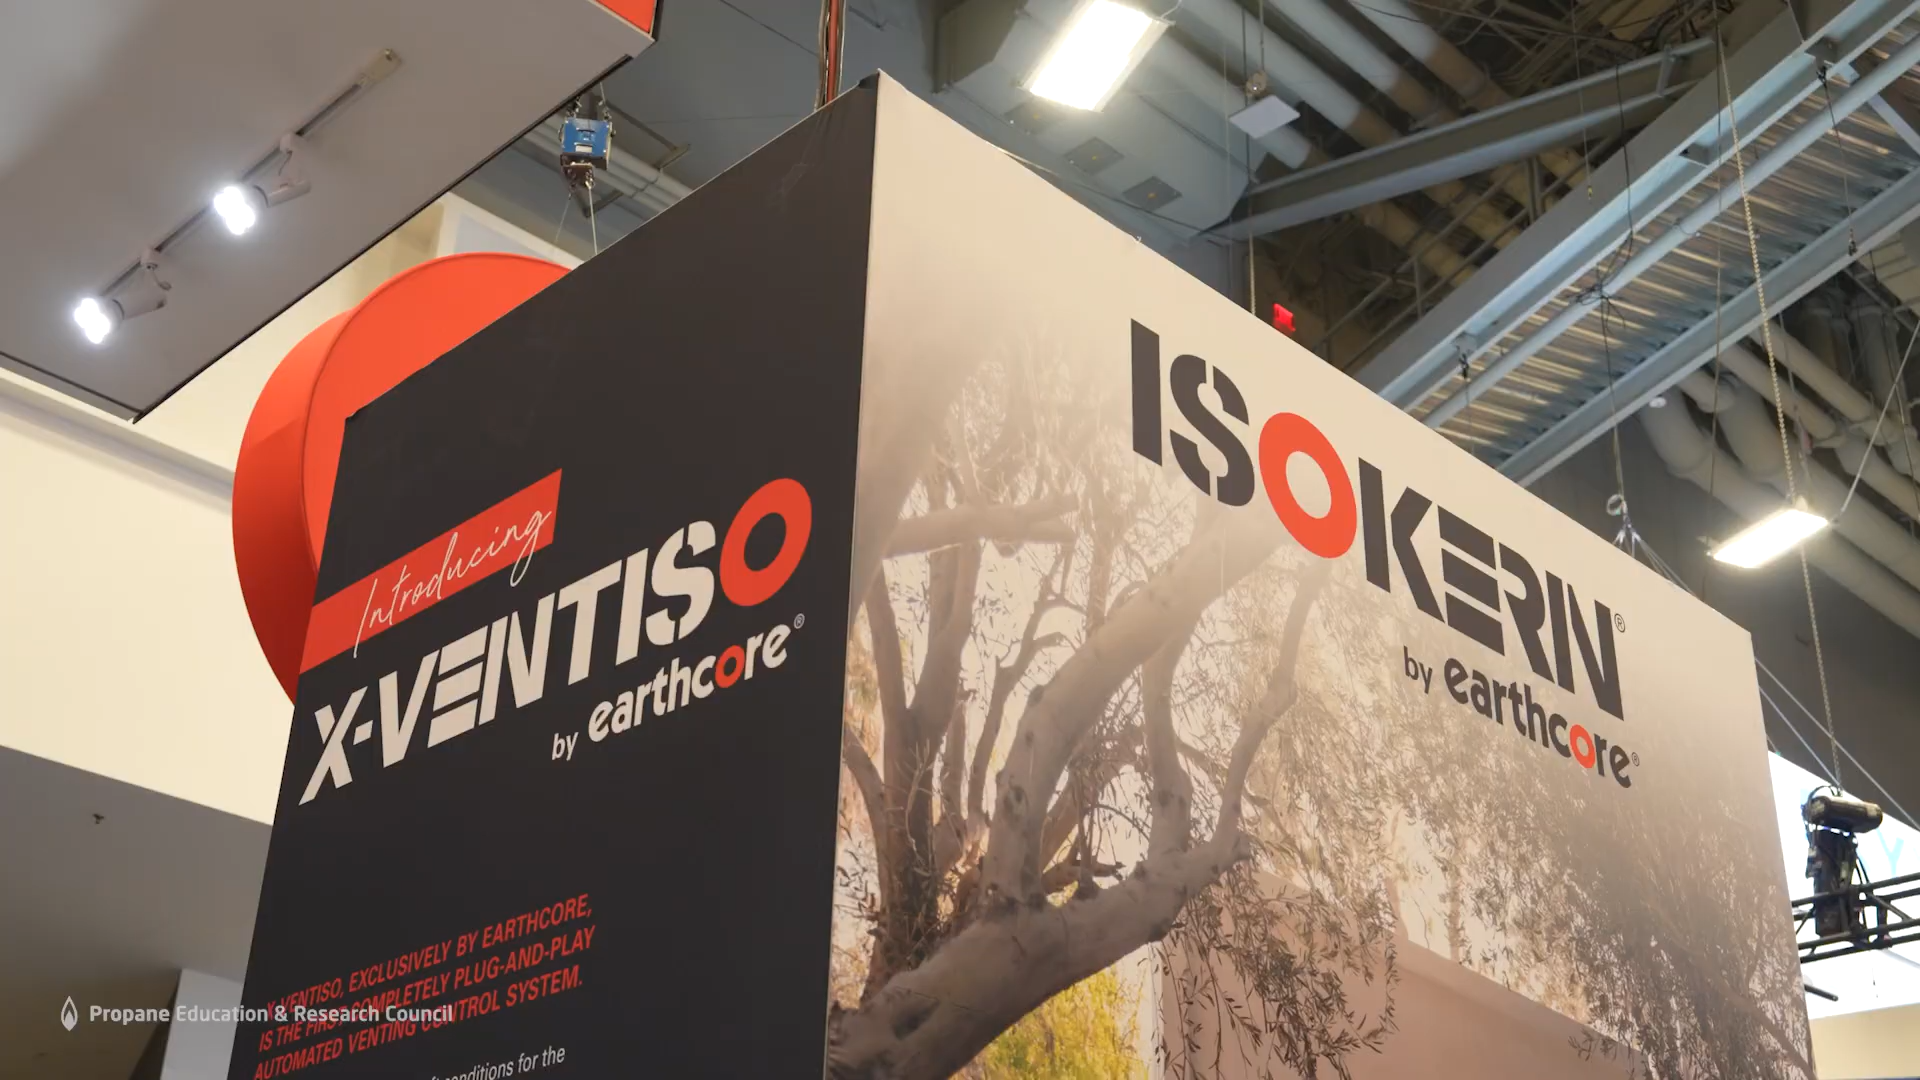 Introducing
X-VENTISO
by earthcore®
X-VENTISO, EXCLUSIVELY BY EARTHCORE,
IS THE FIRST COMPLETELY PLUG-AND-PLAY
AUTOMATED VENTING CONTROL SYSTEM.
conditions for the
ISOKERN®
by earthcore®
Propane Education & Research Council